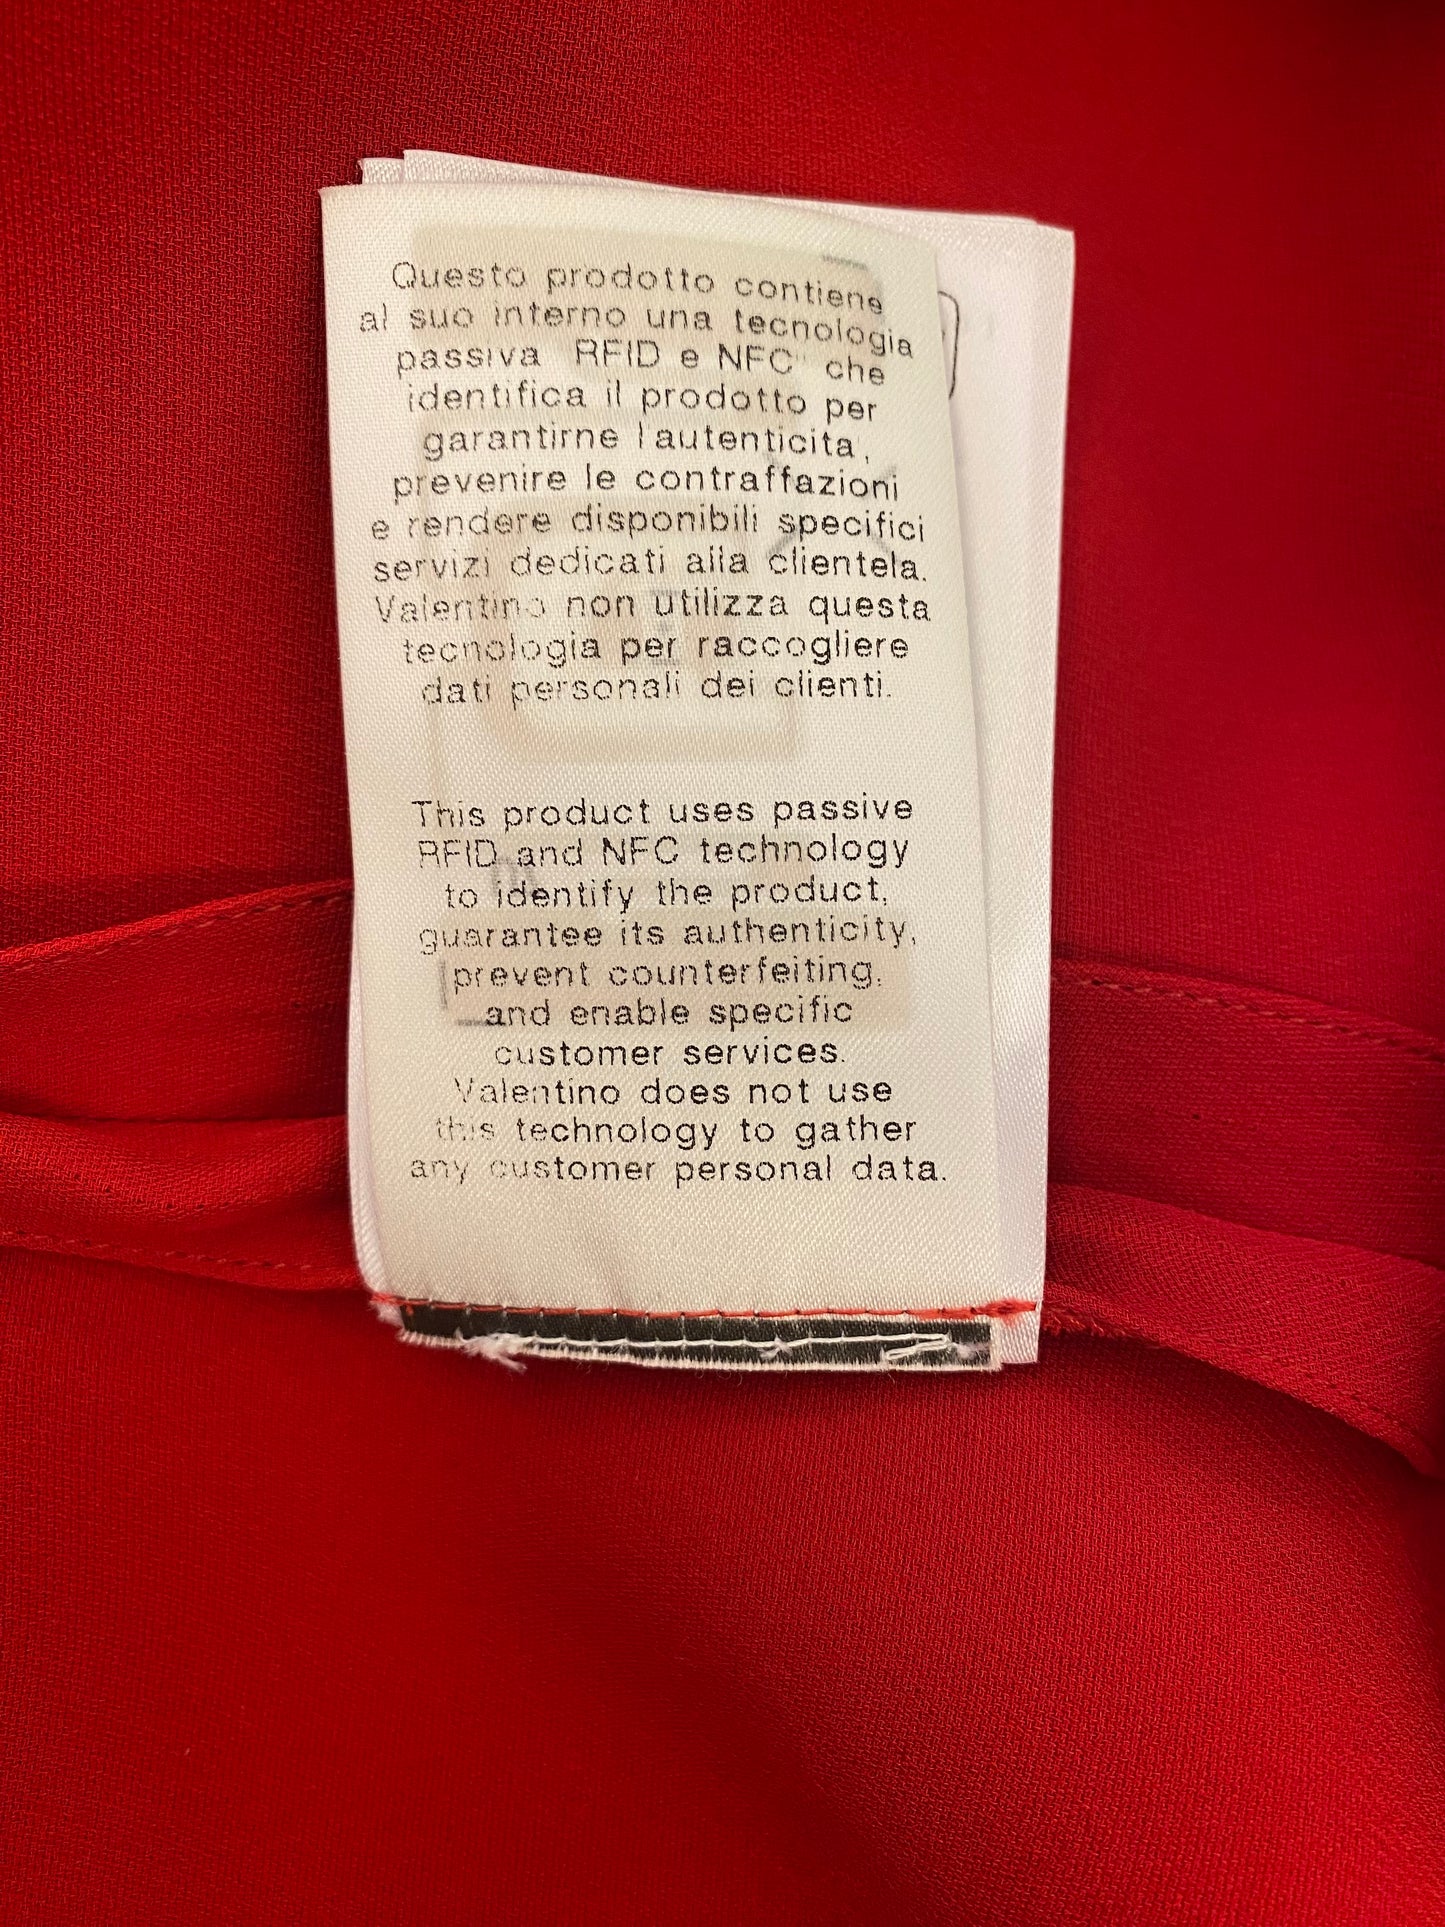 Questo prodotto contiene
al suo interno una tecnologia
passiva RFID e NFC" che
identifica il prodotto per
garantirne l'autenticita,
prevenire le contraffazioni
e rendere disponibili specifici
servizi dedicati alla clientela.
Valentino non utilizza questa
tecnologia per raccogliere
dati personali dei clienti.
This product uses passive
RFID and NFC technology
to identify the product,
guarantee its authenticity,
prevent counterfeiting,
and enable specific
customer services.
Valentino does not use
this technology to gather
any customer personal data.